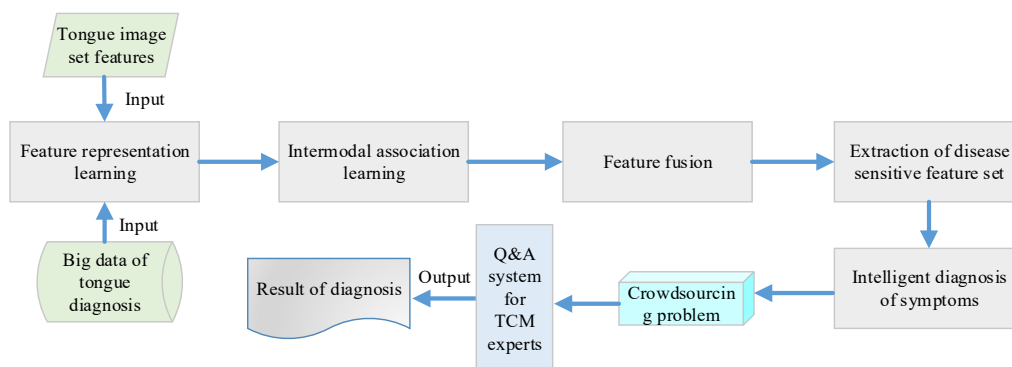 Tongue image
set features
Input
Feature representation
learning
Intermodal association
learning
Feature fusion
Extraction of disease
sensitive feature set
Input
Big data of
tongue
diagnosis
Result of diagnosis
Output
Q&A
system
for
TCM
experts
Crowdsourcin
g problem
Intelligent diagnosis
of symptoms